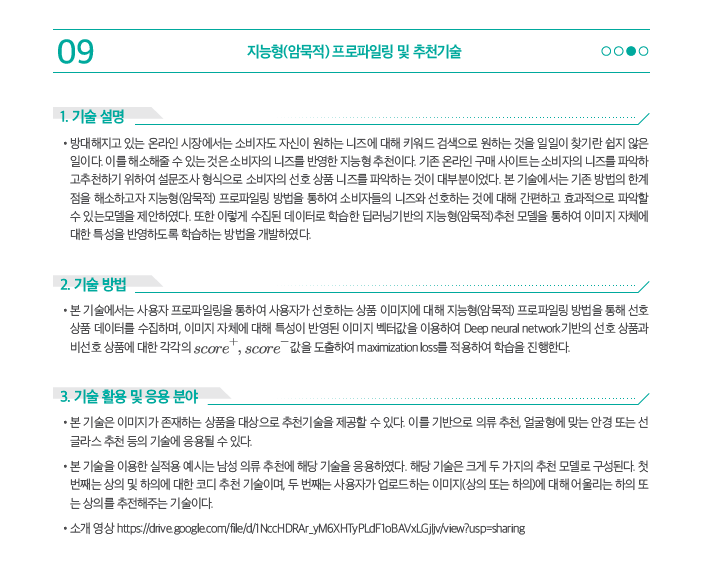 09
지능형(암묵적) 프로파일링 및 추천기술
1. 기술 설명
• 방대해지고 있는 온라인 시장에서는 소비자도 자신이 원하는 니즈에 대해 키워드 검색으로 원하는 것을 일일이 찾기란 쉽지 않은
일이다. 이를 해소해줄 수 있는 것은 소비자의 니즈를 반영한 지능형 추천이다. 기존 온라인 구매 사이트는 소비자의 니즈를 파악하
고추천하기 위하여 설문조사 형식으로 소비자의 선호 상품 니즈를 파악하는 것이 대부분이었다. 본 기술에서는 기존 방법의 한계
점을 해소하고자 지능형(암묵적) 프로파일링 방법을 통하여 소비자들의 니즈와 선호하는 것에 대해 간편하고 효과적으로 파악할
수 있는모델을 제안하였다. 또한 이렇게 수집된 데이터로 학습한 딥러닝기반의 지능형(암묵적)추천 모델을 통하여 이미지 자체에
대한 특성을 반영하도록 학습하는 방법을 개발하였다.
2. 기술 방법
• 본 기술에서는 사용자 프로파일링을 통하여 사용자가 선호하는 상품 이미지에 대해 지능형(암묵적) 프로파일링 방법을 통해 선호
상품 데이터를 수집하며, 이미지 자체에 대해 특성이 반영된 이미지 벡터값을 이용하여 Deep neural network기반의 선호 상품과
비선호 상품에 대한 각각의 score⁺, score⁻값을 도출하여 maximization loss를 적용하여 학습을 진행한다.
3. 기술 활용 및 응용 분야
• 본 기술은 이미지가 존재하는 상품을 대상으로 추천기술을 제공할 수 있다. 이를 기반으로 의류 추천, 얼굴형에 맞는 안경 또는 선
글라스 추천 등의 기술에 응용될 수 있다.
• 본 기술을 이용한 실적용 예시는 남성 의류 추천에 해당 기술을 응용하였다. 해당 기술은 크게 두 가지의 추천 모델로 구성된다. 첫
번째는 상의 및 하의에 대한 코디 추천 기술이며, 두 번째는 사용자가 업로드하는 이미지(상의 또는 하의)에 대해 어울리는 하의 또
는 상의를 추전해주는 기술이다.
• 소개 영상 https://drive.google.com/file/d/1NccHDRAr_yM6XHTyPLdF1oBAVxLGjJjv/view?usp=sharing